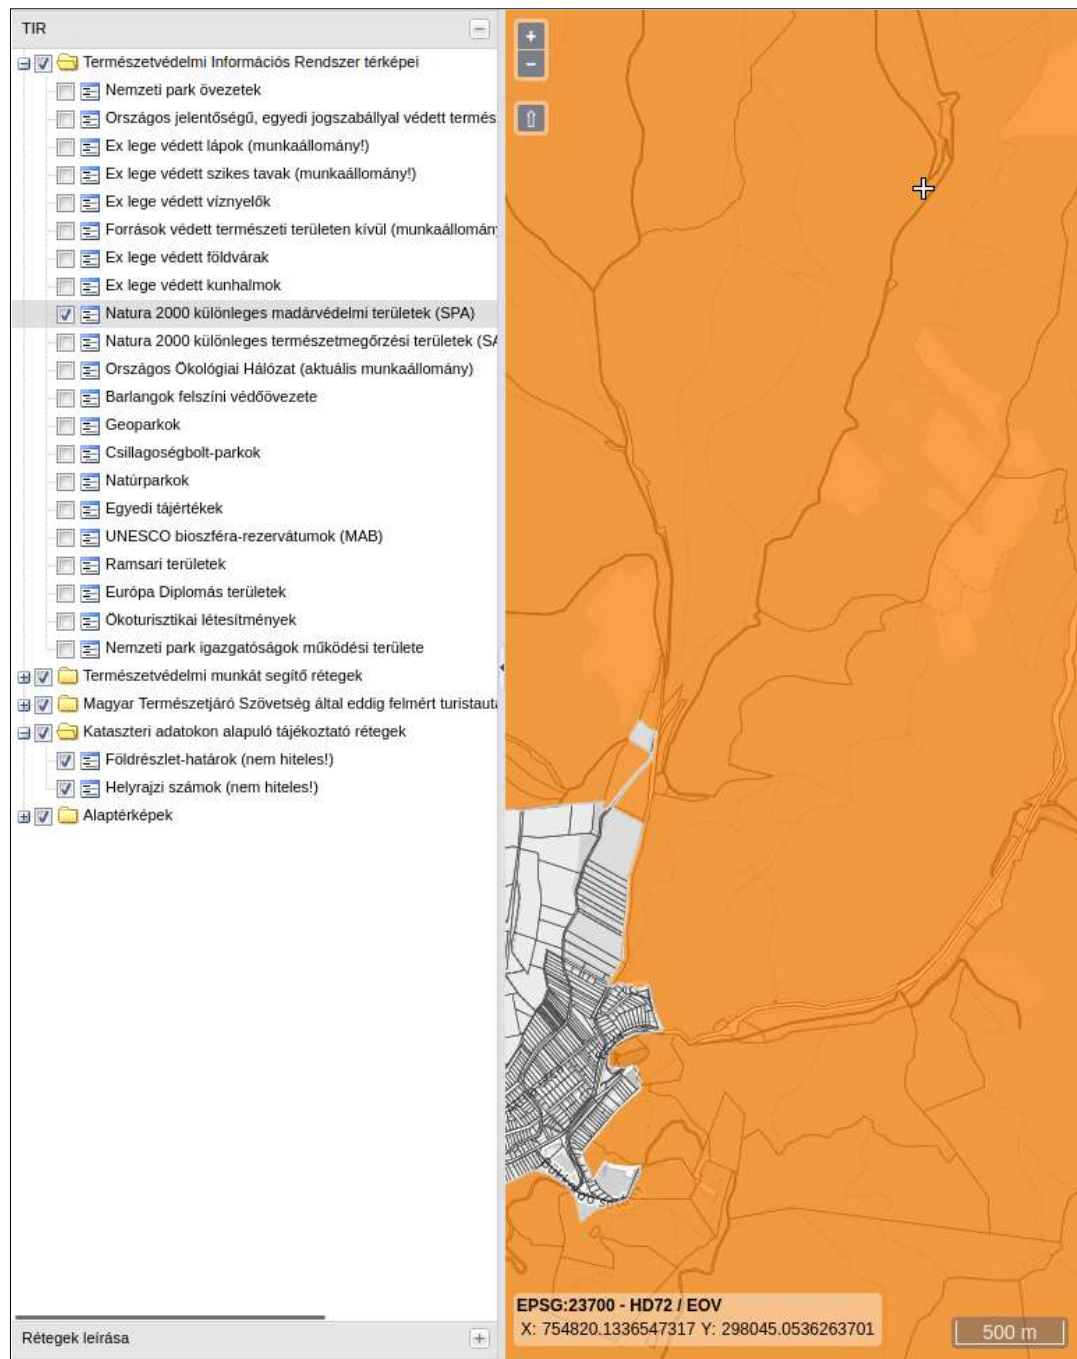 TIR
Természetvédelmi Információs Rendszer térképei
Nemzeti park övezetek
Országos jelentőségű, egyedi jogszabállyal védett termés
Ex lege védett lápok (munkaállomány!)
Ex lege védett szikes tavak (munkaállomány!)
Ex lege védett víznyelők
Források védett természeti területen kívül (munkaállomán
Ex lege védett földvárak
Ex lege védett kunhalmok
Natura 2000 különleges madárvédelmi területek (SPA)
Natura 2000 különleges természetmegőrzési területek (SA
Országos Ökológiai Hálózat (aktuális munkaállomány)
Barlangok felszíni védőövezete
Geoparkok
Csillagoségbolt-parkok
Natúrparkok
Egyedi tájértékek
UNESCO bioszféra-rezervátumok (MAB)
Ramsari területek
Európa Diplomás területek
Ökoturisztikai létesítmények
Nemzeti park igazgatóságok működési területe
Természetvédelmi munkát segítő rétegek
Magyar Természetjáró Szövetség által eddig felmért turistauta
Kataszteri adatokon alapuló tájékoztató rétegek
Földrészlet-határok (nem hiteles!)
Helyrajzi számok (nem hiteles!)
Alaptérképek
Rétegek leírása
EPSG:23700 - HD72 / EOV
X: 754820.1336547317 Y: 298045.0536263701
500 m